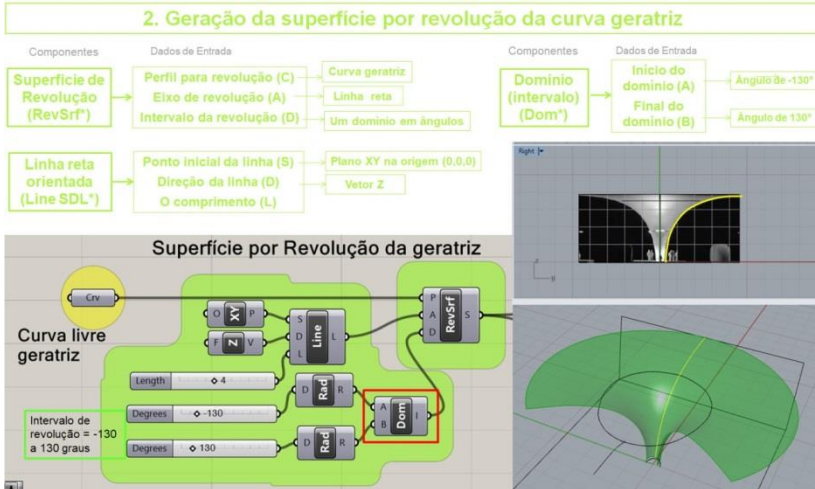 2. Geração da superfície por revolução da curva geratriz
Componentes
Dados de Entrada
Superfície de
Revolução
(RevSrf*)
Perfil para revolução (C)
Eixo de revolução (A)
Intervalo da revolução (D)
Curva geratriz
Linha reta
Um domínio em ângulos
Componentes
Dados de Entrada
Domínio
(intervalo)
(Dom*)
Início do
domínio (A)
Final do
domínio (B)
Ângulo de -130°
Ângulo de 130°
Linha reta
orientada
(Line SDL*)
Ponto inicial da linha (S)
Direção da linha (D)
O comprimento (L)
Plano XY na origem (0,0,0)
Vetor Z
Right
Superfície por Revolução da geratriz
Crv
Curva livre
geratriz
O XY P
F Z V
S
D
L
Line
L
P
A
D
RevSrf
S
Length 4
Degrees -130
Degrees 130
D Rad R
D Rad R
A
B
Dom
I
Intervalo de
revolução = -130
a 130 graus